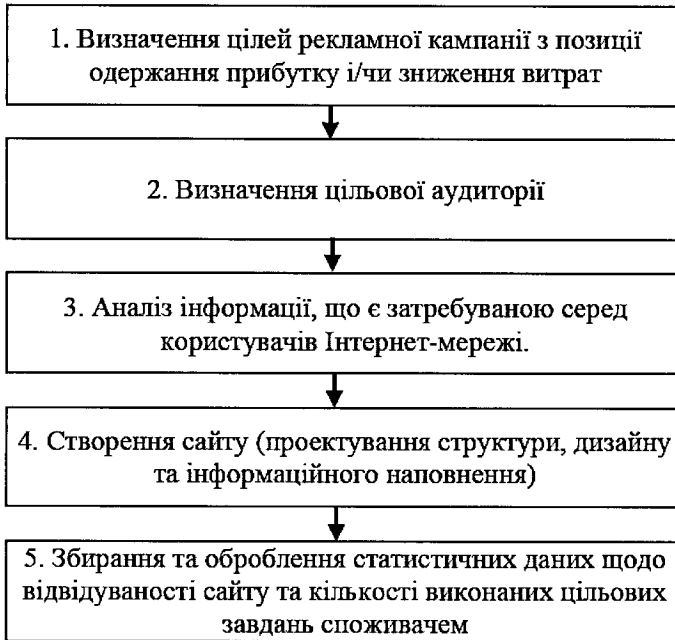 1. Визначення цілей рекламної кампанії з позиції
одержання прибутку і/чи зниження витрат
2. Визначення цільової аудиторії
3. Аналіз інформації, що є затребуваною серед
користувачів Інтернет-мережі.
4. Створення сайту (проектування структури, дизайну
та інформаційного наповнення)
5. Збирання та оброблення статистичних даних щодо
відвідуваності сайту та кількості виконаних цільових
завдань споживачем